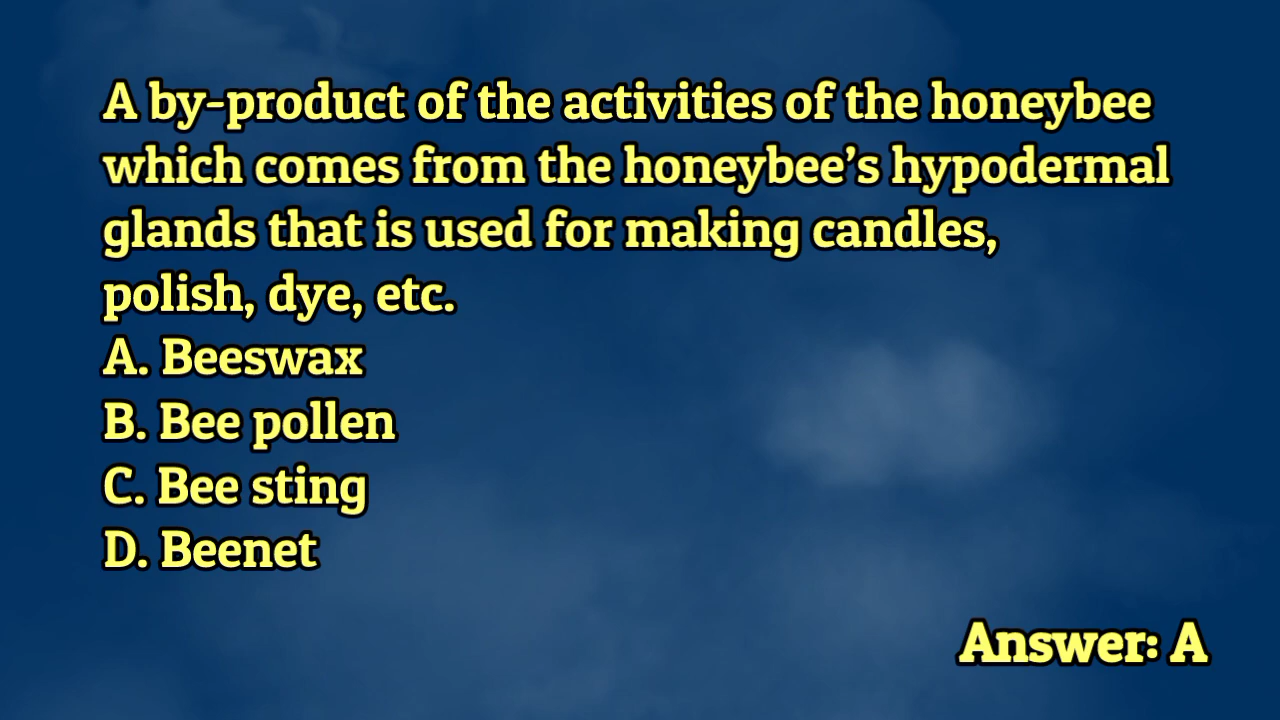 A by-product of the activities of the honeybee
which comes from the honeybee’s hypodermal
glands that is used for making candles,
polish, dye, etc.
A. Beeswax
B. Bee pollen
C. Bee sting
D. Beenet
Answer: A